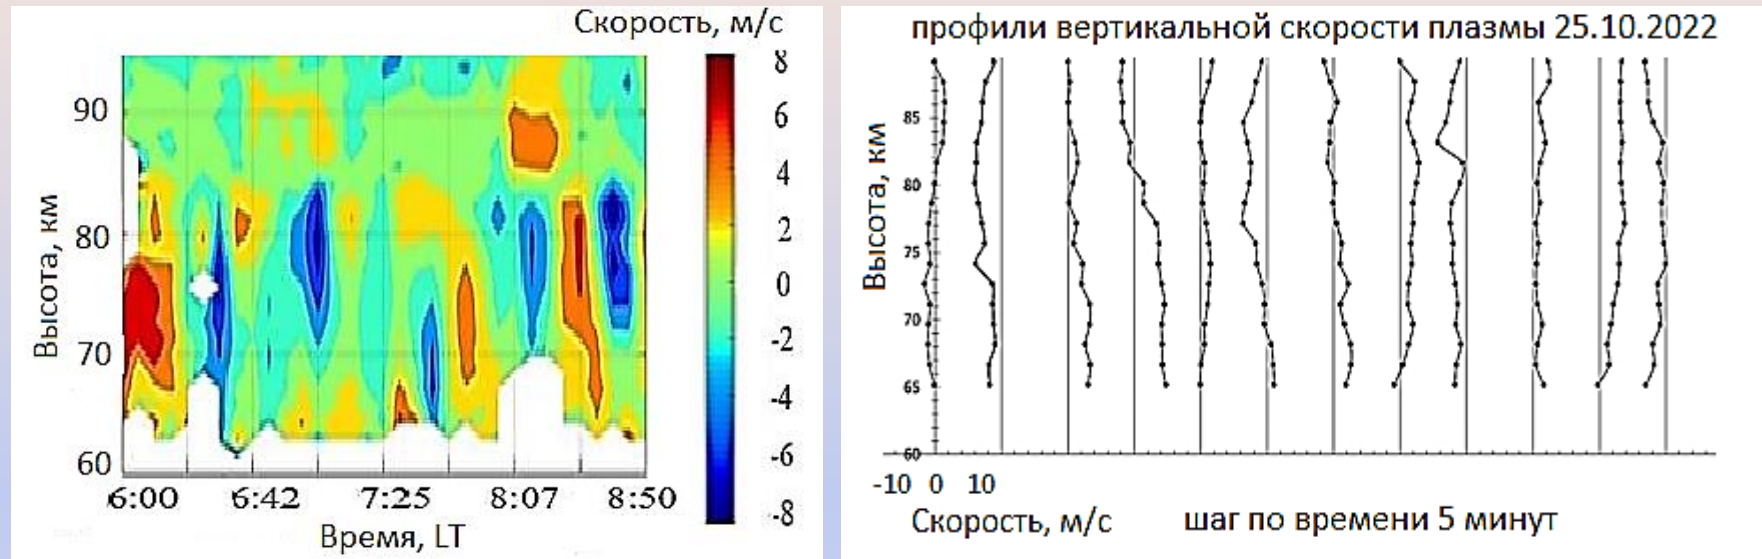 Скорость, м/с
8
6
4
2
0
-2
-4
-6
-8
90
80
70
60
Высота, км
6:00 6:42 7:25 8:07 8:50
Время, LT
профили вертикальной скорости плазмы 25.10.2022
85
80
75
70
65
60
Высота, км
-10 0 10
Скорость, м/с
шаг по времени 5 минут